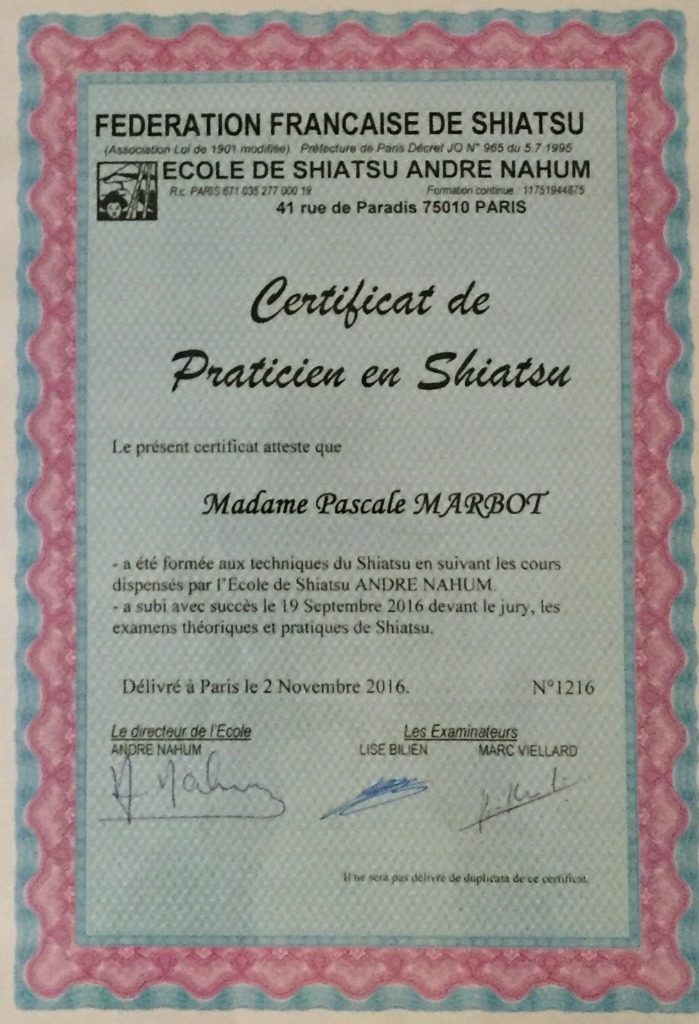 FEDERATION FRANCAISE DE SHIATSU
(Association Loi de 1901 modifiée) Préfecture de Paris Décret JO N° 965 du 5 7 1995
ECOLE DE SHIATSU ANDRE NAHUM
R.c. PARIS 671 035 277 000 19 Formation continue 11751944875
41 rue de Paradis 75010 PARIS
Certificat de
Praticien en Shiatsu
Le présent certificat atteste que
Madame Pascale MARBOT
- a été formée aux techniques du Shiatsu en suivant les cours
dispensés par l'Ecole de Shiatsu ANDRE NAHUM.
- a subi avec succès le 19 Septembre 2016 devant le jury, les
examens théoriques et pratiques de Shiatsu.
Délivré à Paris le 2 Novembre 2016. N°1216
Le directeur de l'Ecole Les Examinateurs
ANDRE NAHUM LISE BILIEN MARC VIELLARD
A. Nahum
Il ne sera pas délivré de duplicata de ce certificat.